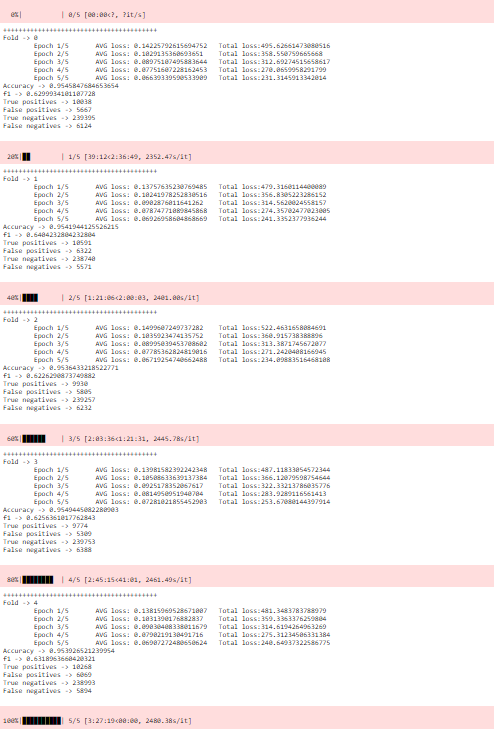 0%| | 0/5 [00:00<?, ?it/s]
++++++++++++++++++++++++++++++++++++++++
Fold -> 0
Epoch 1/5 AVG loss: 0.14225792615694752 Total loss:495.62661473080516
Epoch 2/5 AVG loss: 0.1029135360693651 Total loss:358.550759665668
Epoch 3/5 AVG loss: 0.08975107495883644 Total loss:312.69274515658617
Epoch 4/5 AVG loss: 0.07751607228162453 Total loss:270.0659958291799
Epoch 5/5 AVG loss: 0.06639339590533909 Total loss:231.3145913342014
Accuracy -> 0.9545847684653654
f1 -> 0.6299934101107728
True positives -> 10038
False positives -> 5667
True negatives -> 239395
False negatives -> 6124
20%|██ | 1/5 [39:12<2:36:49, 2352.47s/it]
++++++++++++++++++++++++++++++++++++++++
Fold -> 1
Epoch 1/5 AVG loss: 0.13757635230769485 Total loss:479.3160114400089
Epoch 2/5 AVG loss: 0.10241978252830516 Total loss:356.8305223286152
Epoch 3/5 AVG loss: 0.0902876011641262 Total loss:314.5620024558157
Epoch 4/5 AVG loss: 0.07874771089845868 Total loss:274.35702477023005
Epoch 5/5 AVG loss: 0.06926958604868669 Total loss:241.3352377936244
Accuracy -> 0.9541944125526215
f1 -> 0.6404232804232804
True positives -> 10591
False positives -> 6322
True negatives -> 238740
False negatives -> 5571
40%|████ | 2/5 [1:21:06<2:00:03, 2401.00s/it]
++++++++++++++++++++++++++++++++++++++++
Fold -> 2
Epoch 1/5 AVG loss: 0.1499607249737282 Total loss:522.4631658084691
Epoch 2/5 AVG loss: 0.1035923474135752 Total loss:360.915738388896
Epoch 3/5 AVG loss: 0.08995039453708602 Total loss:313.3871745672077
Epoch 4/5 AVG loss: 0.07785362824819016 Total loss:271.2420408166945
Epoch 5/5 AVG loss: 0.06719254740662488 Total loss:234.09883516468108
Accuracy -> 0.9536433218522771
f1 -> 0.6226290873749882
True positives -> 9930
False positives -> 5805
True negatives -> 239257
False negatives -> 6232
60%|██████ | 3/5 [2:03:36<1:21:31, 2445.78s/it]
++++++++++++++++++++++++++++++++++++++++
Fold -> 3
Epoch 1/5 AVG loss: 0.13981582392242348 Total loss:487.11833054572344
Epoch 2/5 AVG loss: 0.10508633639137384 Total loss:366.12079598754644
Epoch 3/5 AVG loss: 0.0925178352067617 Total loss:322.33213786035776
Epoch 4/5 AVG loss: 0.0814950951940704 Total loss:283.9289116561413
Epoch 5/5 AVG loss: 0.07281021855452903 Total loss:253.67080144397914
Accuracy -> 0.9549445082280903
f1 -> 0.6256361017762843
True positives -> 9774
False positives -> 5309
True negatives -> 239753
False negatives -> 6388
80%|████████ | 4/5 [2:45:15<41:01, 2461.49s/it]
++++++++++++++++++++++++++++++++++++++++
Fold -> 4
Epoch 1/5 AVG loss: 0.13815969528671007 Total loss:481.3483783788979
Epoch 2/5 AVG loss: 0.1031390176882837 Total loss:359.3363376259804
Epoch 3/5 AVG loss: 0.09030408338011679 Total loss:314.6194264963269
Epoch 4/5 AVG loss: 0.0790219130491716 Total loss:275.31234506331384
Epoch 5/5 AVG loss: 0.06907272480650624 Total loss:240.64937322586775
Accuracy -> 0.953926521239954
f1 -> 0.6318963660420321
True positives -> 10268
False positives -> 6069
True negatives -> 238993
False negatives -> 5894
100%|██████████| 5/5 [3:27:19<00:00, 2480.38s/it]